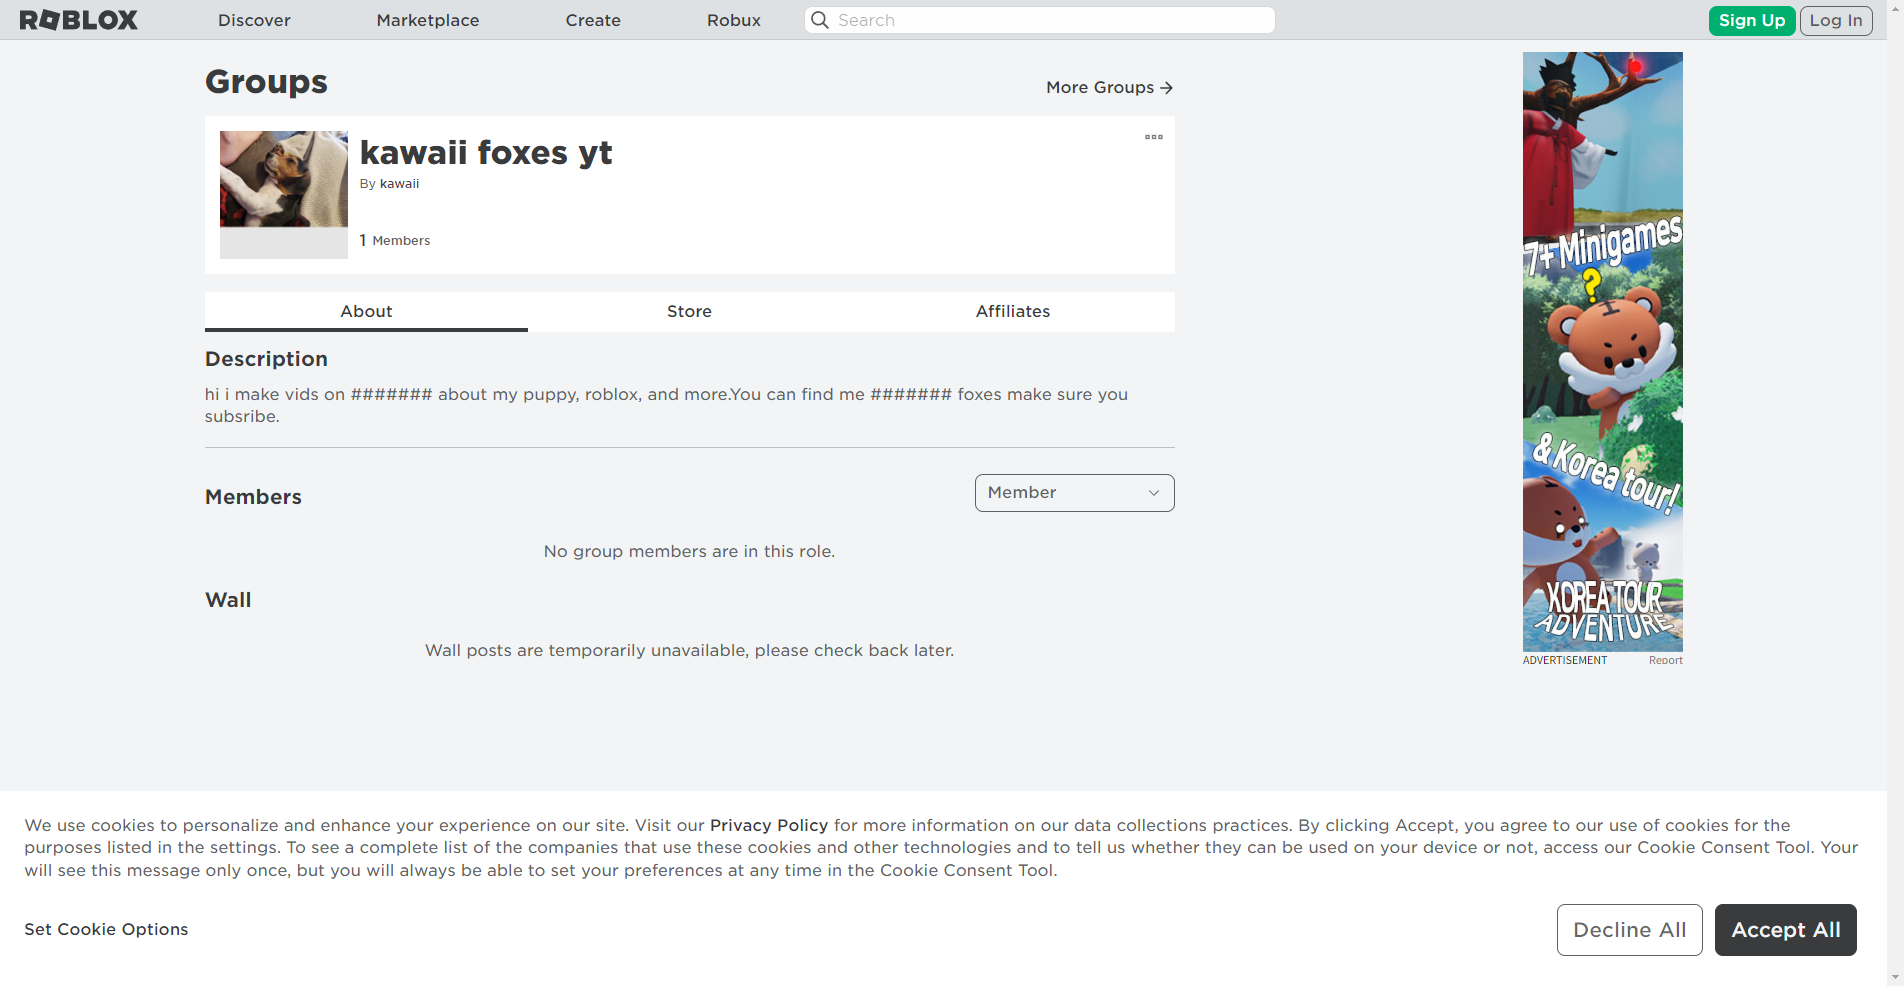 ROBLOX Discover Marketplace Create Robux Search Sign Up Log In
Groups
More Groups
kawaii foxes yt
By kawaii
1 Members
About Store Affiliates
Description
hi i make vids on ####### about my puppy, roblox, and more.You can find me ####### foxes make sure you
subsribe.
Members
Member
No group members are in this role.
Wall
Wall posts are temporarily unavailable, please check back later.
7+ Minigames
?
& Korea tour!
KOREA TOUR
ADVENTURE
ADVERTISEMENT Report
We use cookies to personalize and enhance your experience on our site. Visit our Privacy Policy for more information on our data collections practices. By clicking Accept, you agree to our use of cookies for the
purposes listed in the settings. To see a complete list of the companies that use these cookies and other technologies and to tell us whether they can be used on your device or not, access our Cookie Consent Tool. Your
will see this message only once, but you will always be able to set your preferences at any time in the Cookie Consent Tool.
Set Cookie Options
Decline All Accept All